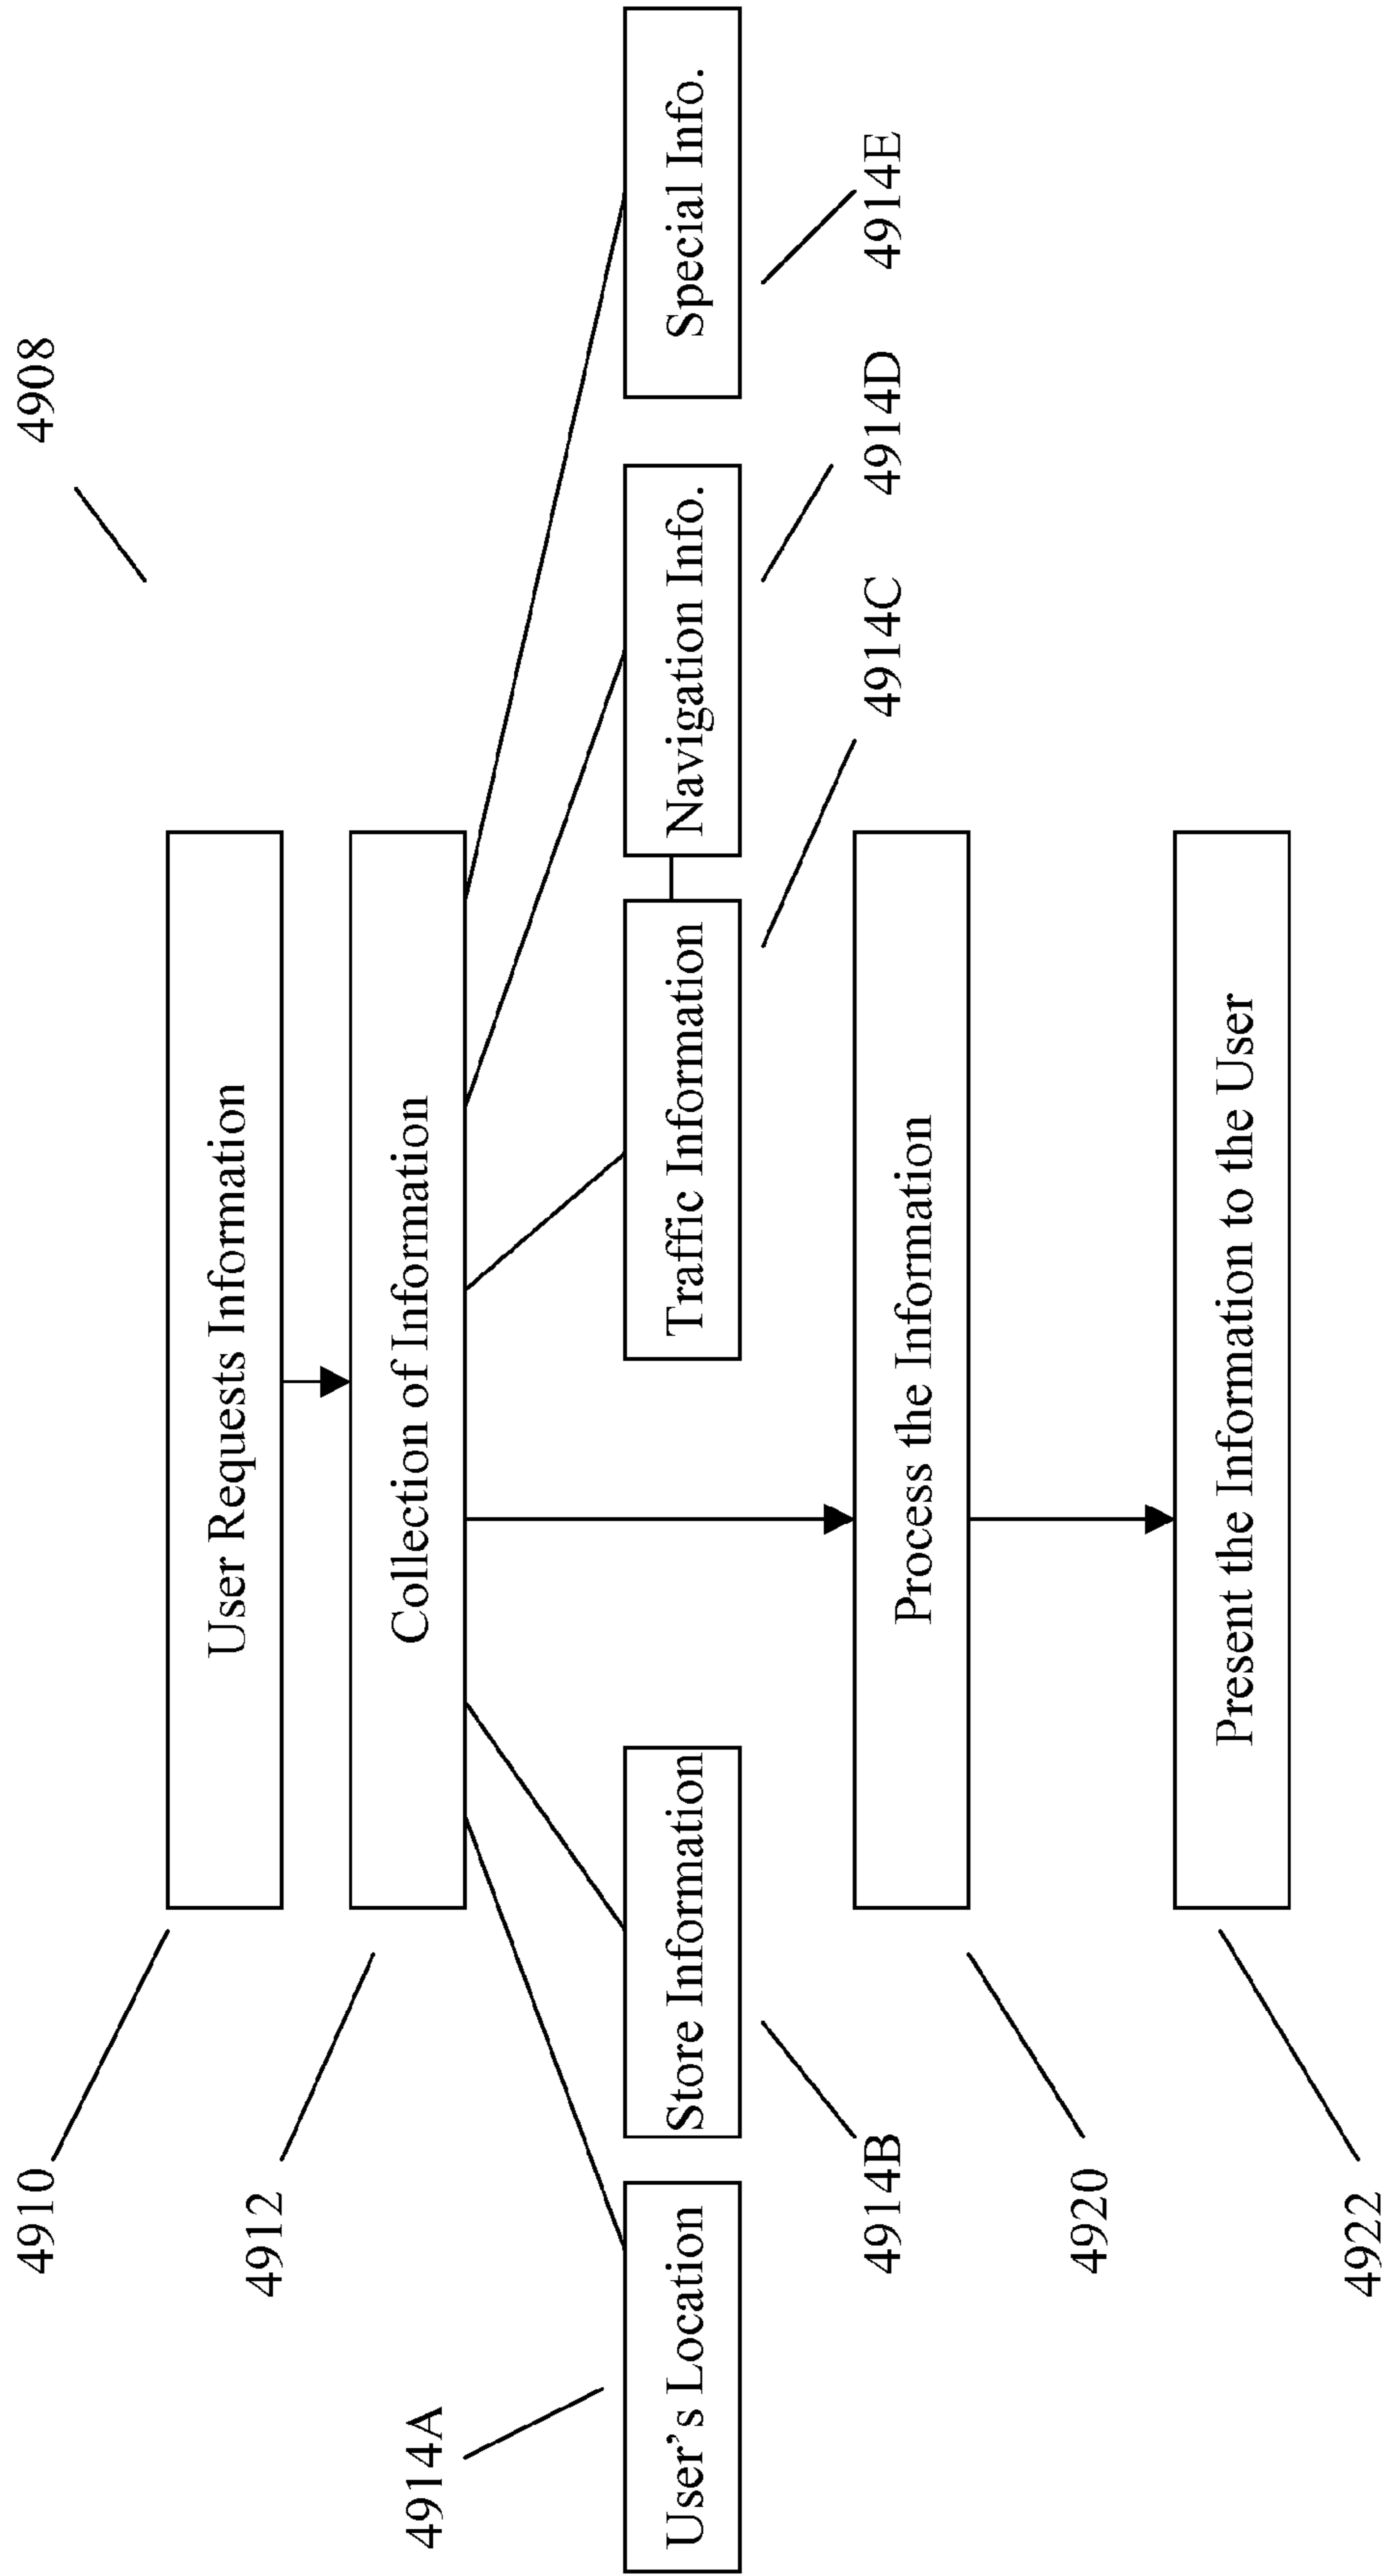 4908
4910
User Requests Information
4912
Collection of Information
4914A
User's Location
Store Information
Traffic Information
Navigation Info.
Special Info.
4914B
4914C
4914D
4914E
4920
Process the Information
4922
Present the Information to the User